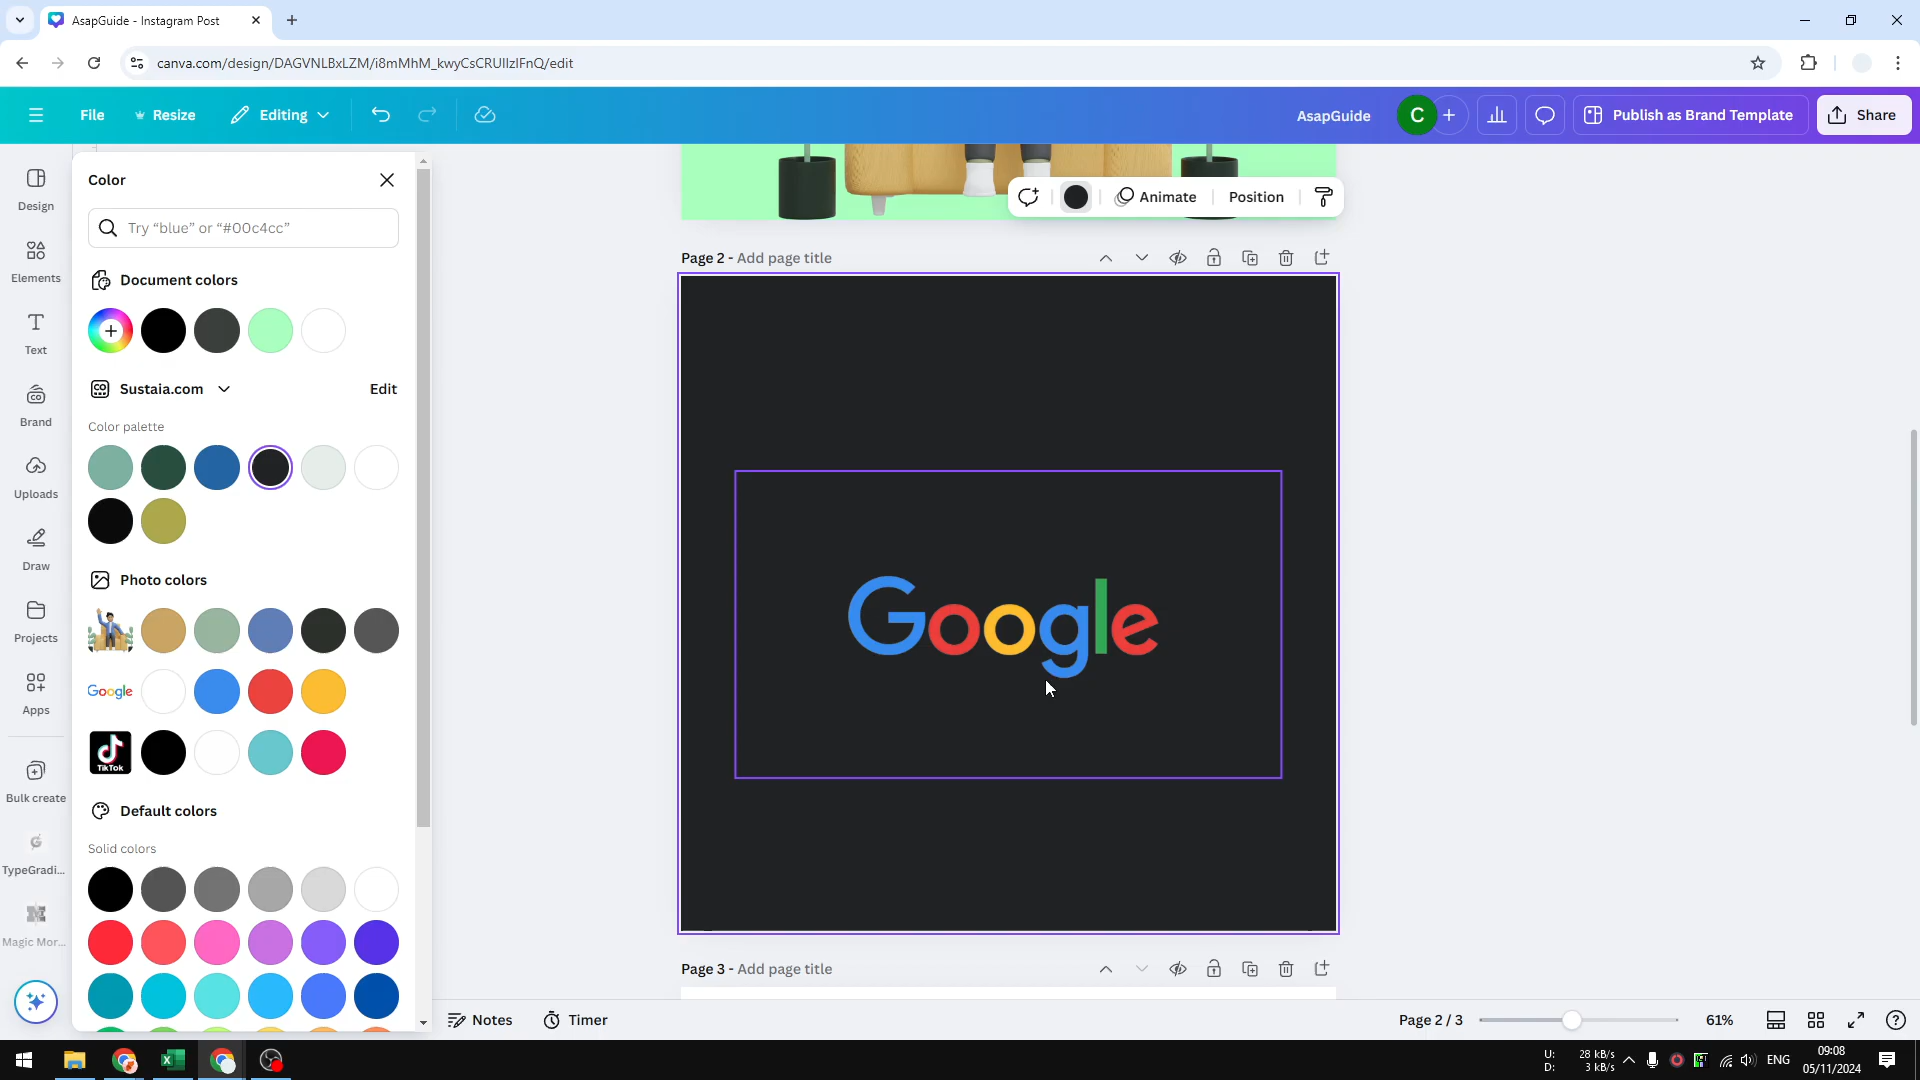 AsapGuide - Instagram Post
canva.com/design/DAGVNLBxLZM/i8mMhM_kwyCsCRUIlzIFnQ/edit
File
Resize
Editing
AsapGuide
C
Publish as Brand Template
Share
Design
Elements
Text
Brand
Uploads
Draw
Projects
Apps
Bulk create
TypeGradi...
Magic Mor...
Color
Try “blue” or “#00c4cc”
Document colors
Sustaia.com
Edit
Color palette
Photo colors
Google
TikTok
Default colors
Solid colors
Animate
Position
Page 2 - Add page title
Google
Page 3 - Add page title
Notes
Timer
Page 2 / 3
61%
U: 28 kB/s
D: 3 kB/s
ENG
09:08
05/11/2024